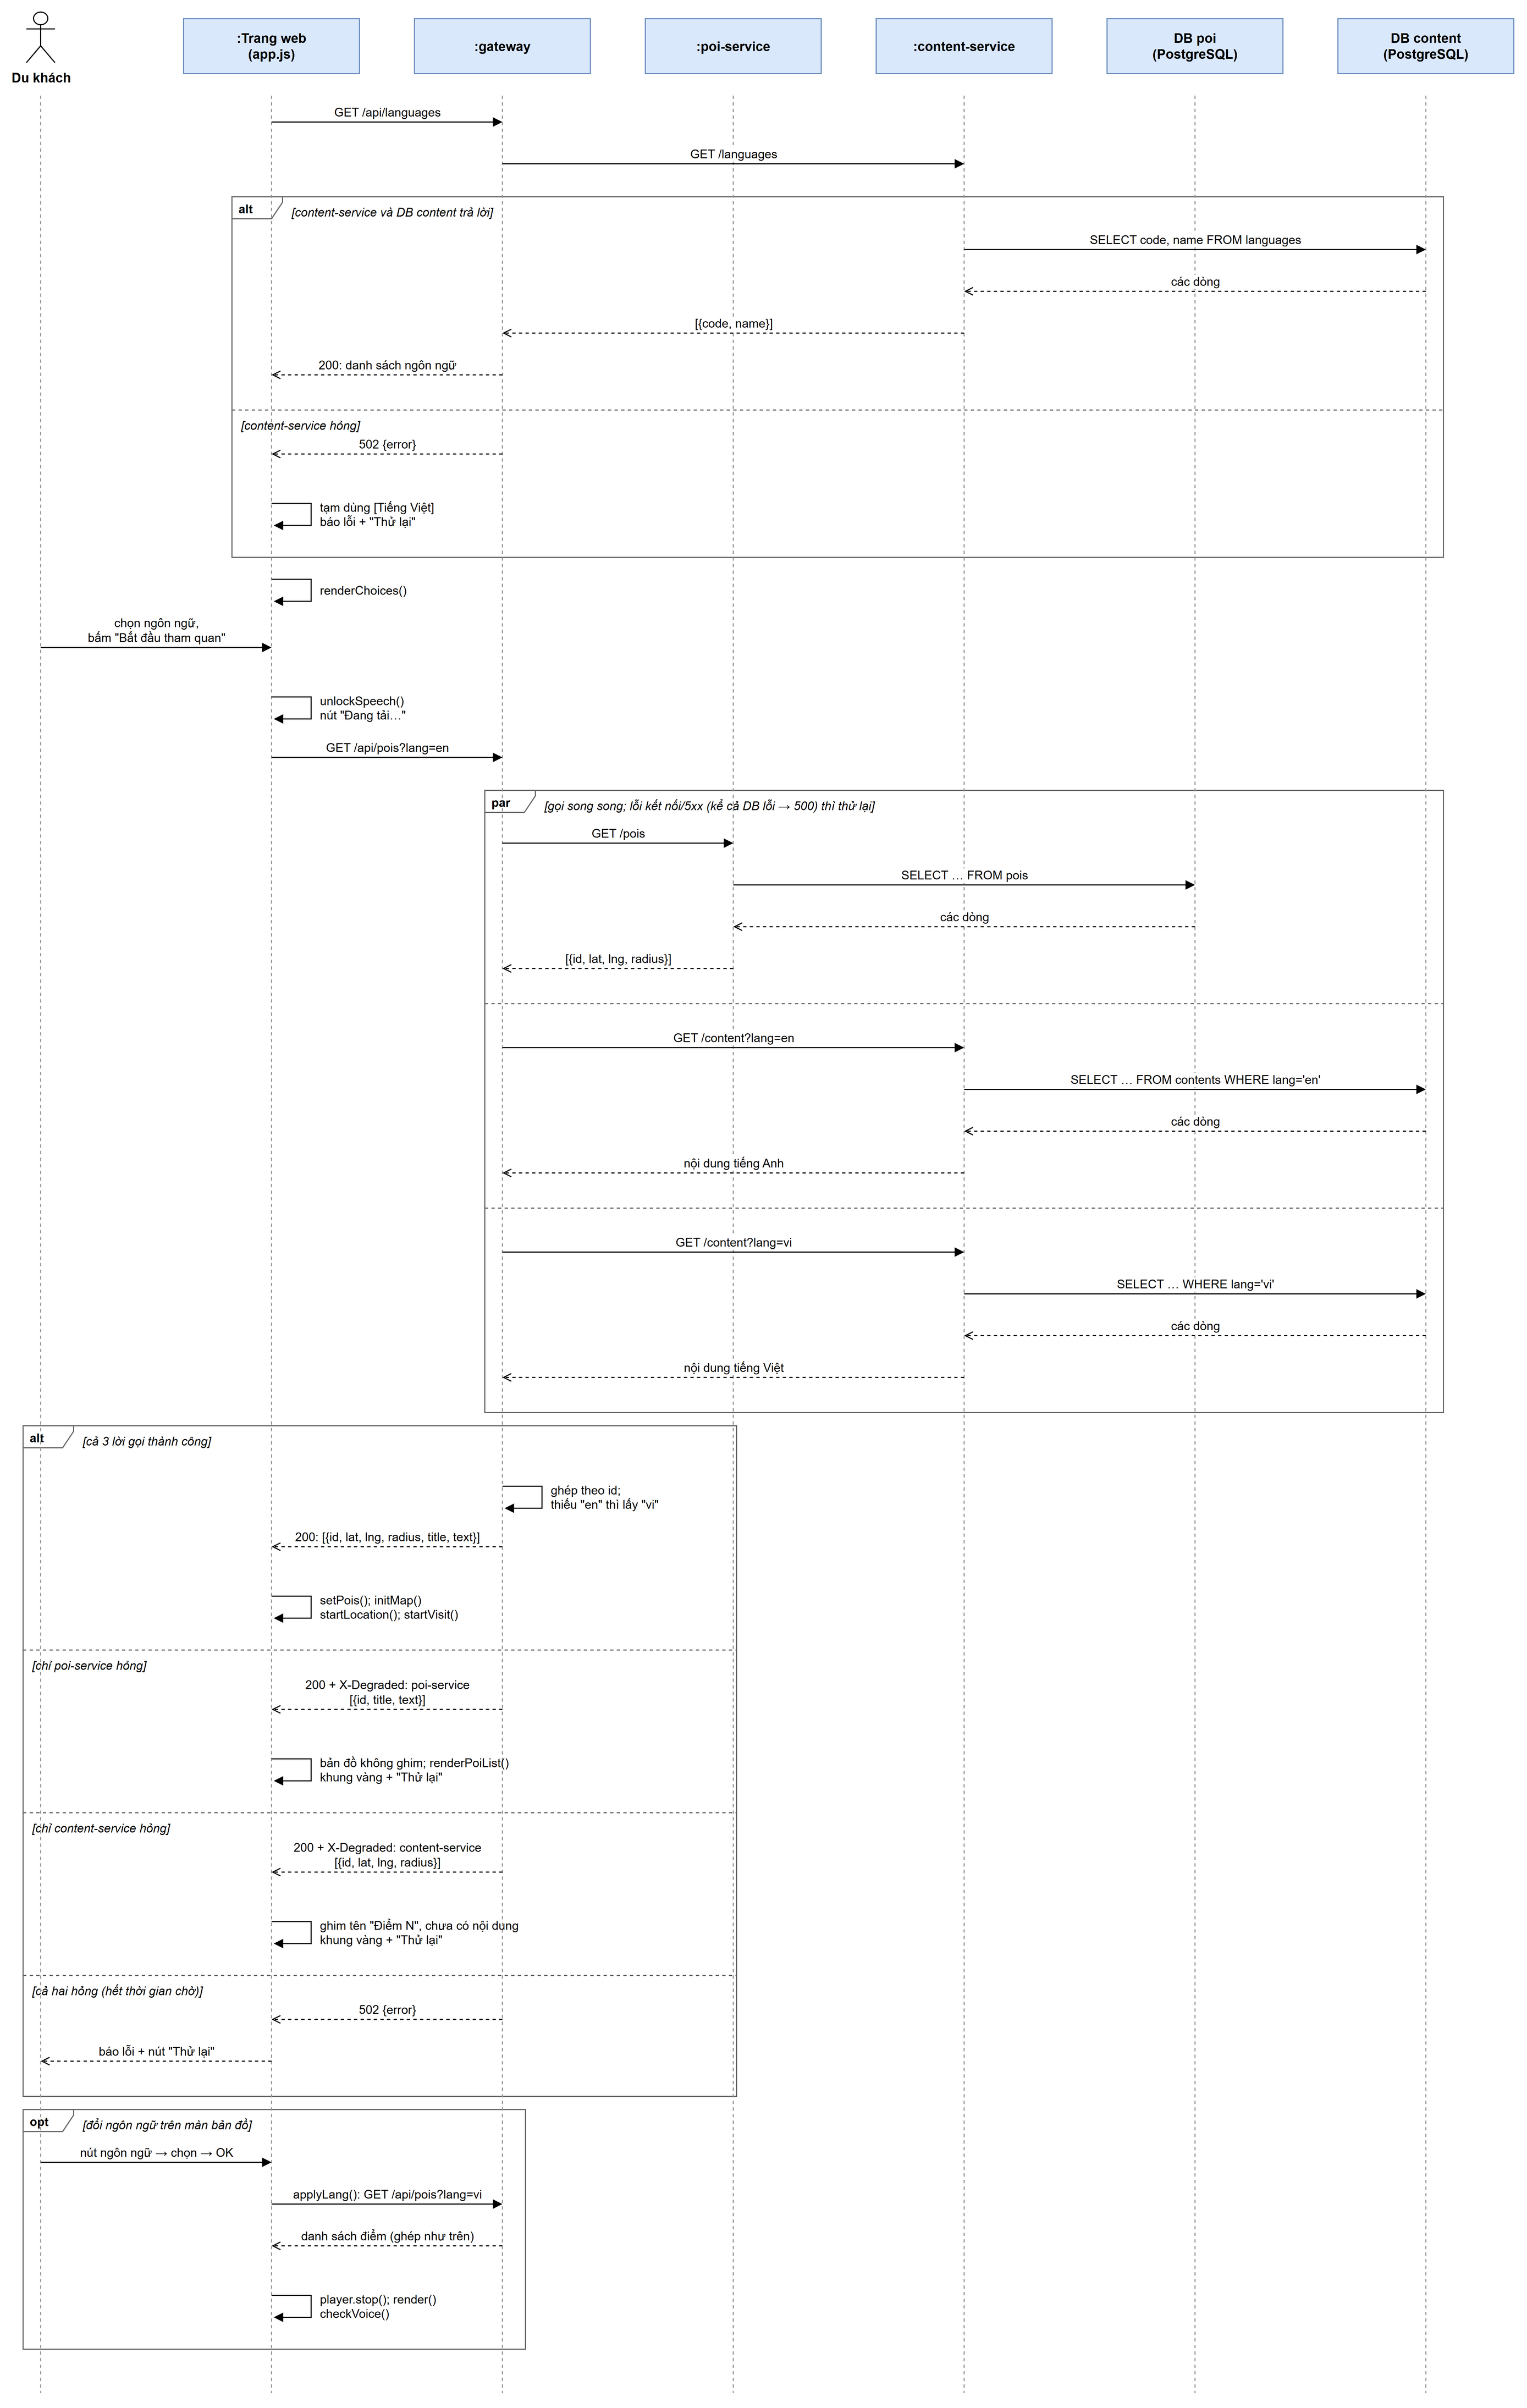 Du khách
:Trang web
(app.js)
:gateway
:poi-service
:content-service
DB poi
(PostgreSQL)
DB content
(PostgreSQL)
GET /api/languages
GET /languages
alt
[content-service và DB content trả lời]
SELECT code, name FROM languages
các dòng
[{code, name}]
200: danh sách ngôn ngữ
[content-service hỏng]
502 {error}
tạm dùng [Tiếng Việt]
báo lỗi + "Thử lại"
renderChoices()
chọn ngôn ngữ,
bấm "Bắt đầu tham quan"
unlockSpeech()
nút "Đang tải…"
GET /api/pois?lang=en
par
[gọi song song; lỗi kết nối/5xx (kể cả DB lỗi → 500) thì thử lại]
GET /pois
SELECT … FROM pois
các dòng
[{id, lat, lng, radius}]
GET /content?lang=en
SELECT … FROM contents WHERE lang='en'
các dòng
nội dung tiếng Anh
GET /content?lang=vi
SELECT … WHERE lang='vi'
các dòng
nội dung tiếng Việt
alt
[cả 3 lời gọi thành công]
ghép theo id;
thiếu "en" thì lấy "vi"
200: [{id, lat, lng, radius, title, text}]
setPois(); initMap()
startLocation(); startVisit()
[chỉ poi-service hỏng]
200 + X-Degraded: poi-service
[{id, title, text}]
bản đồ không ghim; renderPoiList()
khung vàng + "Thử lại"
[chỉ content-service hỏng]
200 + X-Degraded: content-service
[{id, lat, lng, radius}]
ghim tên "Điểm N", chưa có nội dung
khung vàng + "Thử lại"
[cả hai hỏng (hết thời gian chờ)]
502 {error}
báo lỗi + nút "Thử lại"
opt
[đổi ngôn ngữ trên màn bản đồ]
nút ngôn ngữ → chọn → OK
applyLang(): GET /api/pois?lang=vi
danh sách điểm (ghép như trên)
player.stop(); render()
checkVoice()